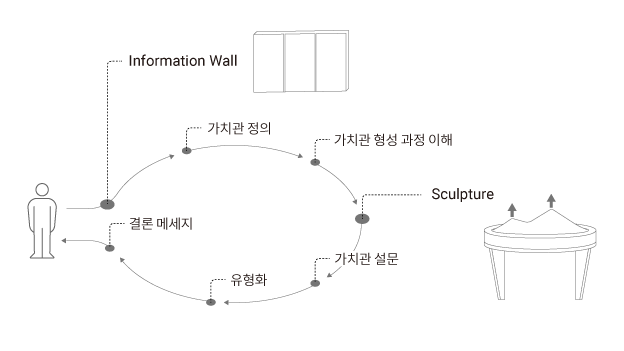 Information Wall
가치관 정의
가치관 형성 과정 이해
Sculpture
결론 메세지
가치관 설문
유형화